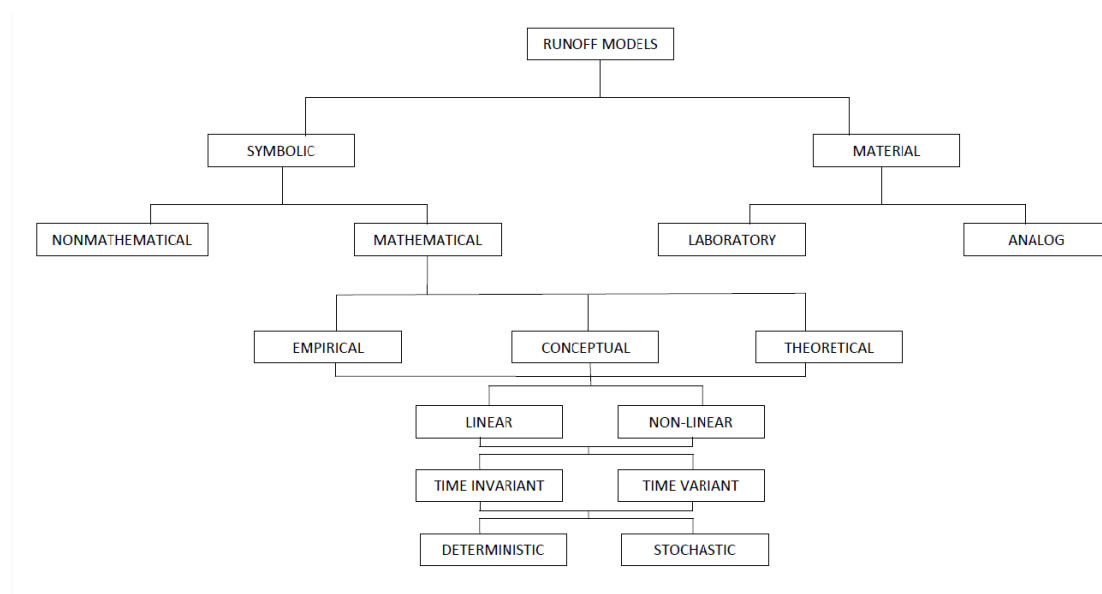 RUNOFF MODELS
SYMBOLIC
MATERIAL
NONMATHEMATICAL
MATHEMATICAL
LABORATORY
ANALOG
EMPIRICAL
CONCEPTUAL
THEORETICAL
LINEAR
NON-LINEAR
TIME INVARIANT
TIME VARIANT
DETERMINISTIC
STOCHASTIC